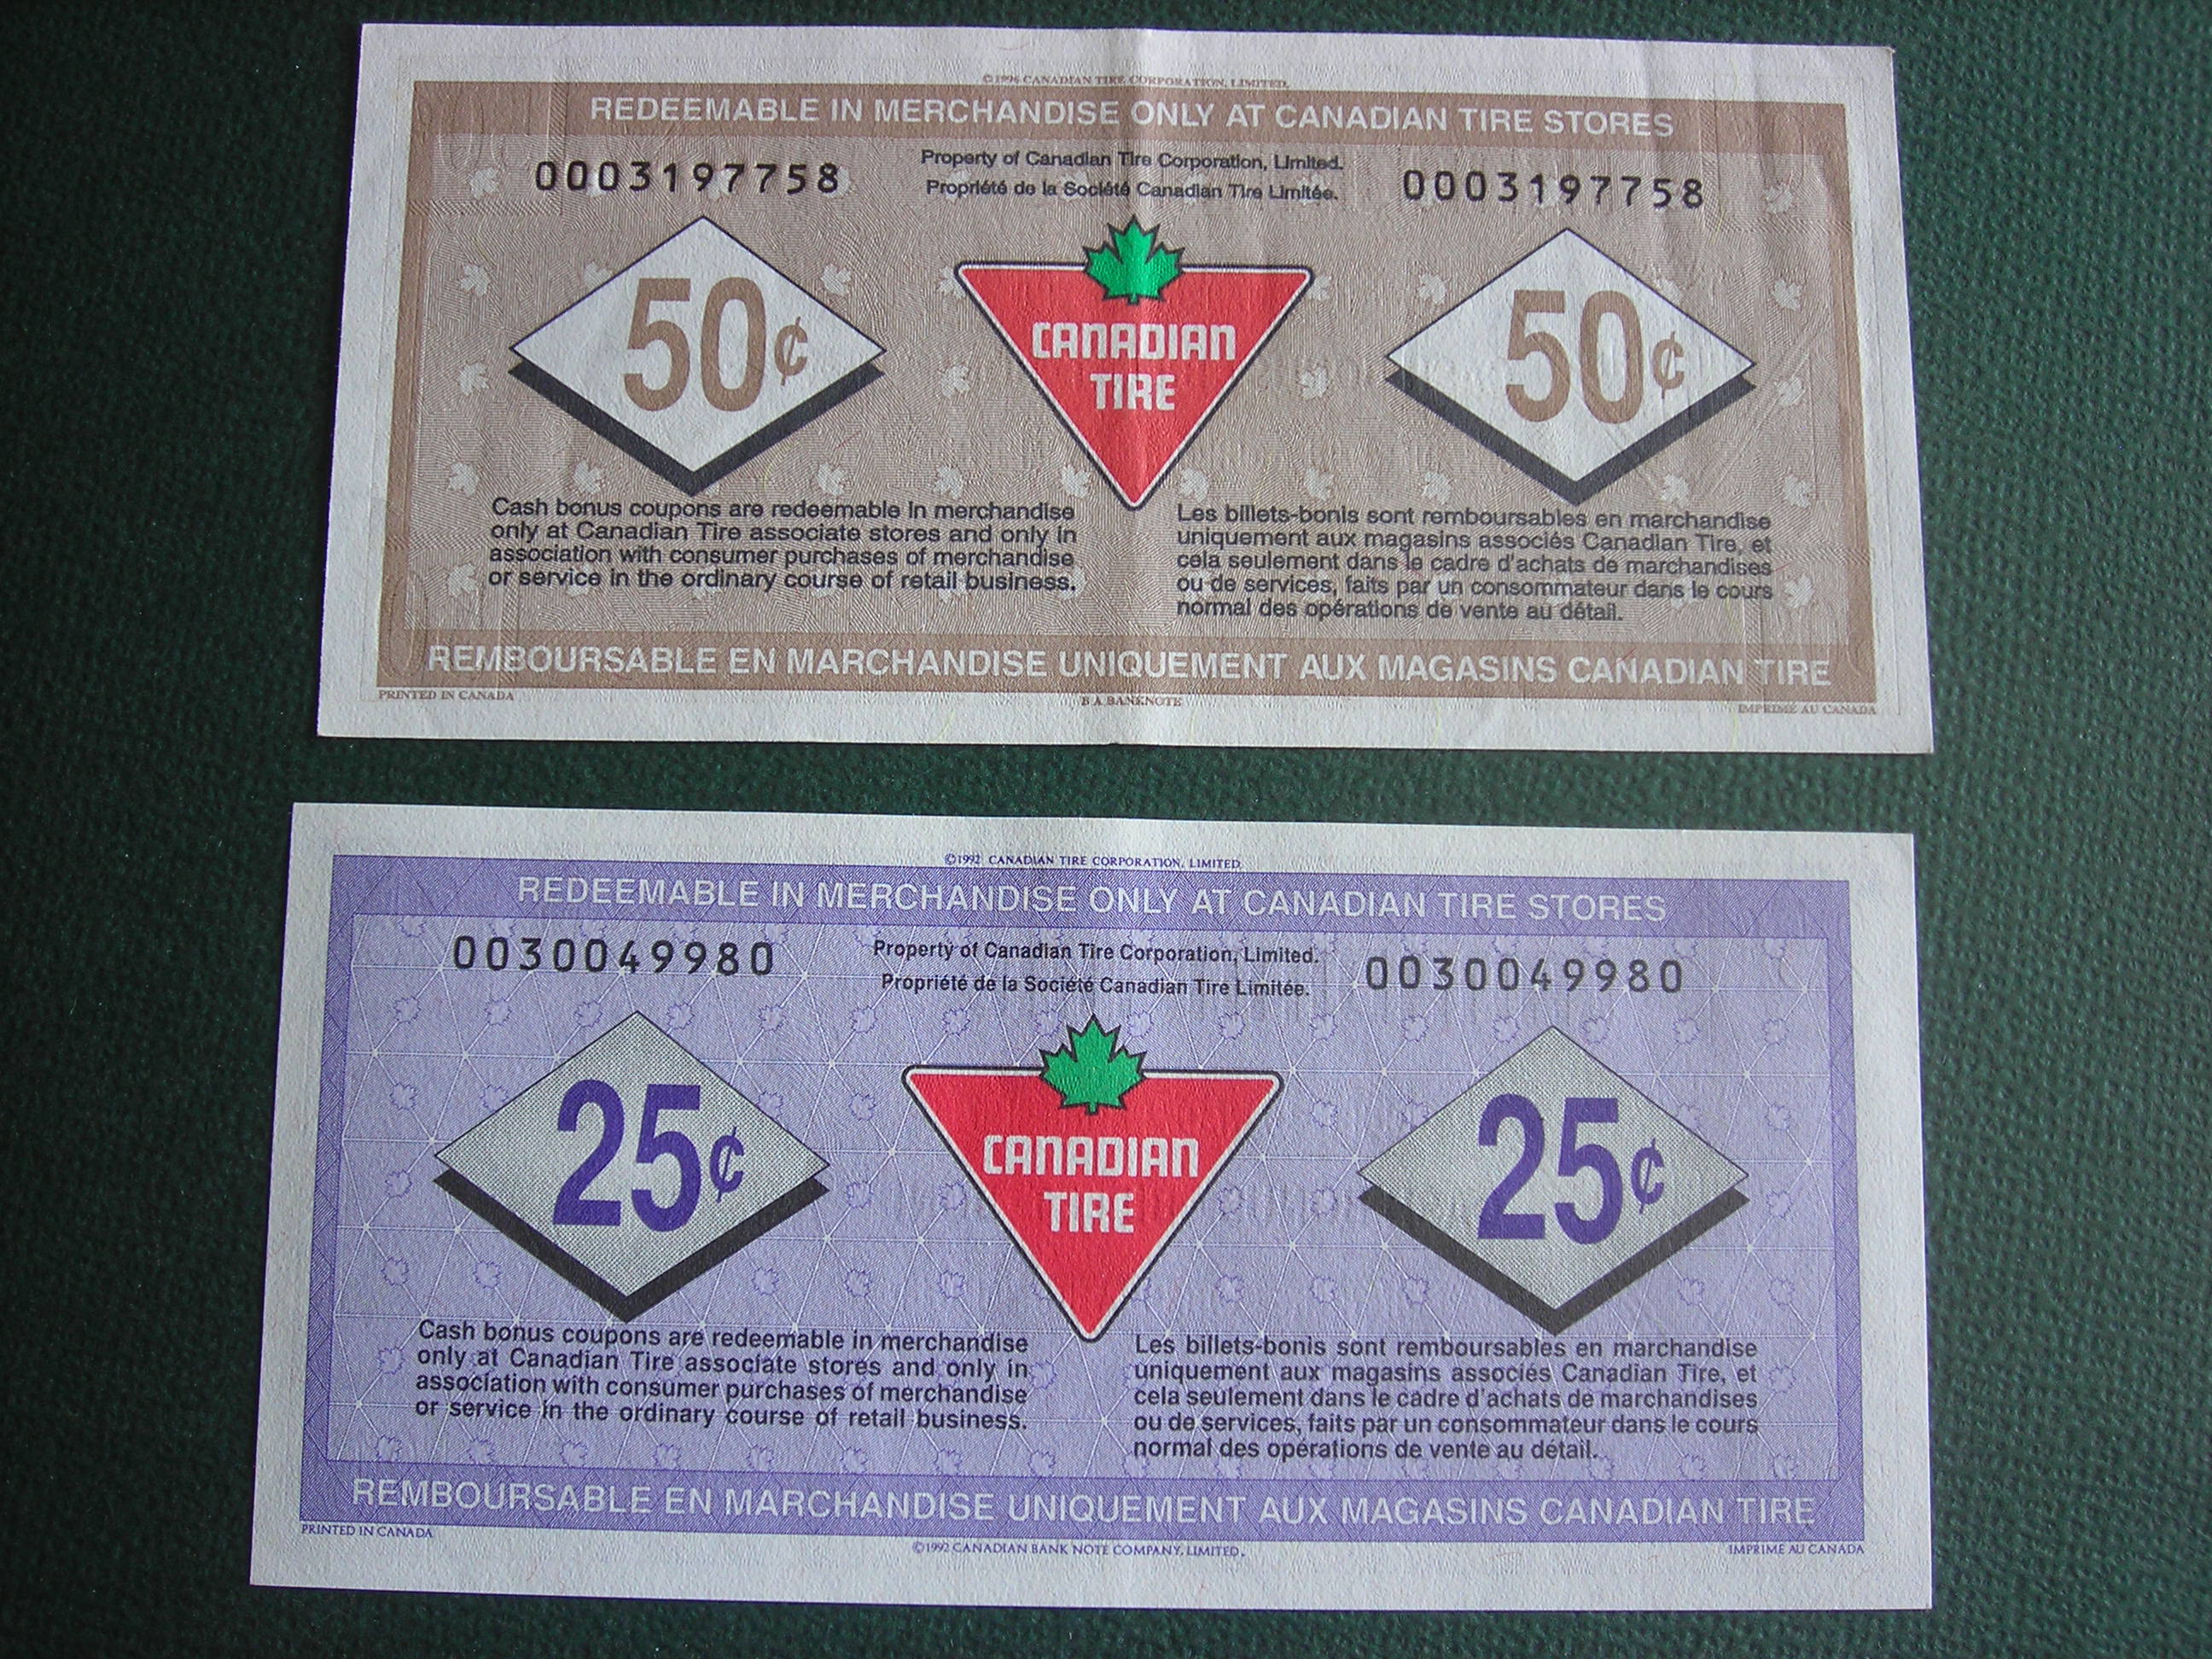 ©1996 CANADIAN TIRE CORPORATION, LIMITED.
REDEEMABLE IN MERCHANDISE ONLY AT CANADIAN TIRE STORES
0003197758
Property of Canadian Tire Corporation, Limited.
Propriété de la Société Canadian Tire Limitée.
0003197758
50¢
CANADIAN
TIRE
50¢
Cash bonus coupons are redeemable in merchandise
only at Canadian Tire associate stores and only in
association with consumer purchases of merchandise
or service in the ordinary course of retail business.
Les billets-bonis sont remboursables en marchandise
uniquement aux magasins associés Canadian Tire, et
cela seulement dans le cadre d'achats de marchandises
ou de services, faits par un consommateur dans le cours
normal des opérations de vente au détail.
REMBOURSABLE EN MARCHANDISE UNIQUEMENT AUX MAGASINS CANADIAN TIRE
PRINTED IN CANADA
B A BANKNOTE
IMPRIMÉ AU CANADA
©1992 CANADIAN TIRE CORPORATION, LIMITED.
REDEEMABLE IN MERCHANDISE ONLY AT CANADIAN TIRE STORES
0030049980
Property of Canadian Tire Corporation, Limited.
Propriété de la Société Canadian Tire Limitée.
0030049980
25¢
CANADIAN
TIRE
25¢
Cash bonus coupons are redeemable in merchandise
only at Canadian Tire associate stores and only in
association with consumer purchases of merchandise
or service in the ordinary course of retail business.
Les billets-bonis sont remboursables en marchandise
uniquement aux magasins associés Canadian Tire, et
cela seulement dans le cadre d'achats de marchandises
ou de services, faits par un consommateur dans le cours
normal des opérations de vente au détail.
REMBOURSABLE EN MARCHANDISE UNIQUEMENT AUX MAGASINS CANADIAN TIRE
PRINTED IN CANADA
©1992 CANADIAN BANK NOTE COMPANY, LIMITED.
IMPRIME AU CANADA